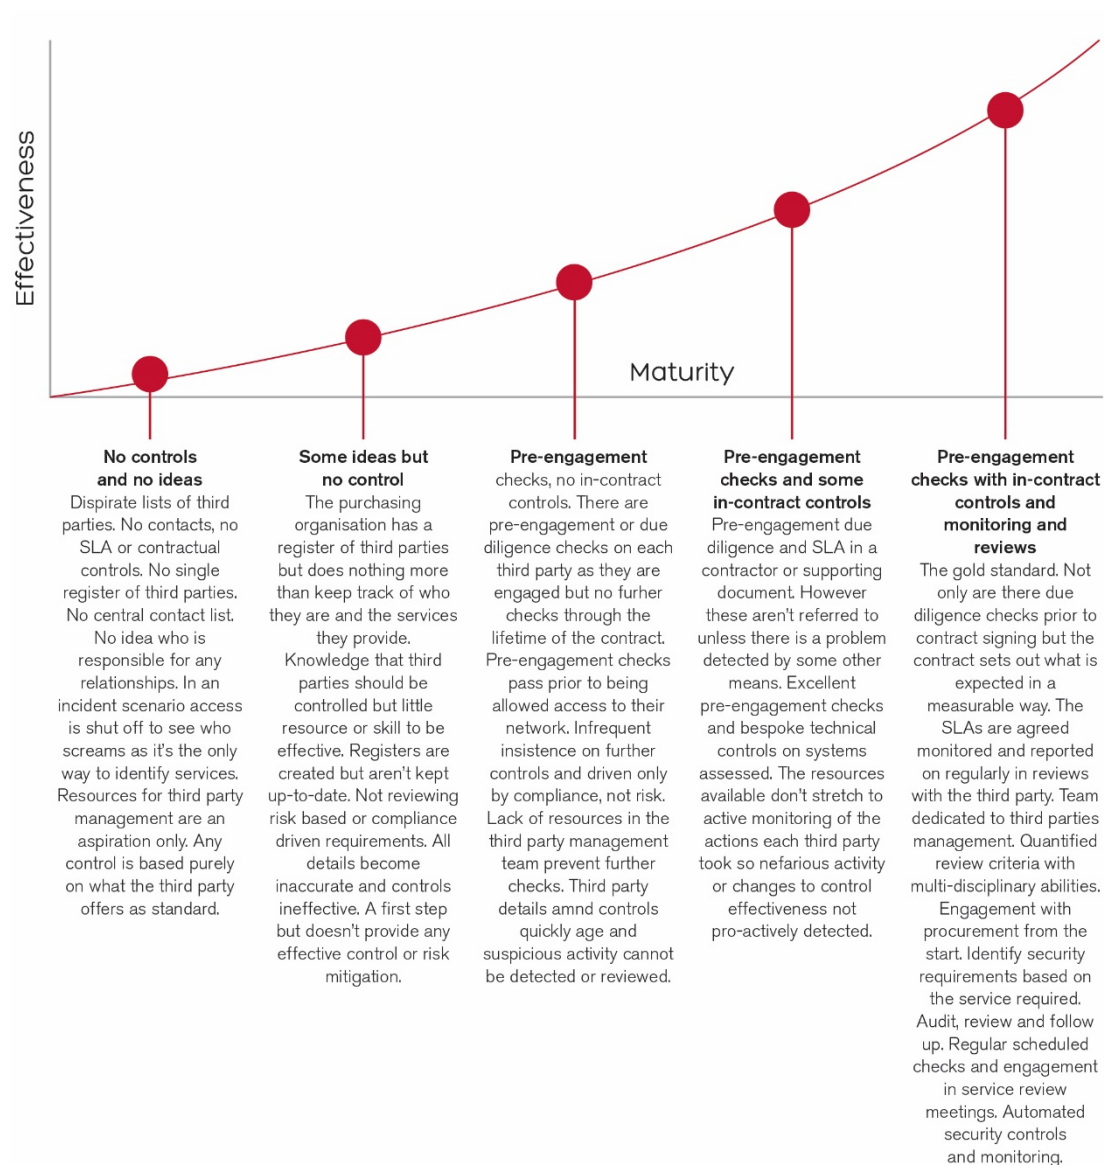 Effectiveness
Maturity
No controls
and no ideas
Dispirate lists of third
parties. No contacts, no
SLA or contractual
controls. No single
register of third parties.
No central contact list.
No idea who is
responsible for any
relationships. In an
incident scenario access
is shut off to see who
screams as it's the only
way to identify services.
Resources for third party
management are an
aspiration only. Any
control is based purely
on what the third party
offers as standard.
Some ideas but
no control
The purchasing
organisation has a
register of third parties
but does nothing more
than keep track of who
they are and the services
they provide.
Knowledge that third
parties should be
controlled but little
resource or skill to be
effective. Registers are
created but aren't kept
up-to-date. Not reviewing
risk based or compliance
driven requirements. All
details become
inaccurate and controls
ineffective. A first step
but doesn't provide any
effective control or risk
mitigation.
Pre-engagement
checks, no in-contract
controls. There are
pre-engagement or due
diligence checks on each
third party as they are
engaged but no furher
checks through the
lifetime of the contract.
Pre-engagement checks
pass prior to being
allowed access to their
network. Infrequent
insistence on further
controls and driven only
by compliance, not risk.
Lack of resources in the
third party management
team prevent further
checks. Third party
details amnd controls
quickly age and
suspicious activity cannot
be detected or reviewed.
Pre-engagement
checks and some
in-contract controls
Pre-engagement due
diligence and SLA in a
contractor or supporting
document. However
these aren't referred to
unless there is a problem
detected by some other
means. Excellent
pre-engagement checks
and bespoke technical
controls on systems
assessed. The resources
available don't stretch to
active monitoring of the
actions each third party
took so nefarious activity
or changes to control
effectiveness not
pro-actively detected.
Pre-engagement
checks with in-contract
controls and
monitoring and
reviews
The gold standard. Not
only are there due
diligence checks prior to
contract signing but the
contract sets out what is
expected in a
measurable way. The
SLAs are agreed
monitored and reported
on regularly in reviews
with the third party. Team
dedicated to third parties
management. Quantified
review criteria with
multi-disciplinary abilities.
Engagement with
procurement from the
start. Identify security
requirements based on
the service required.
Audit, review and follow
up. Regular scheduled
checks and engagement
in service review
meetings. Automated
security controls
and monitoring.